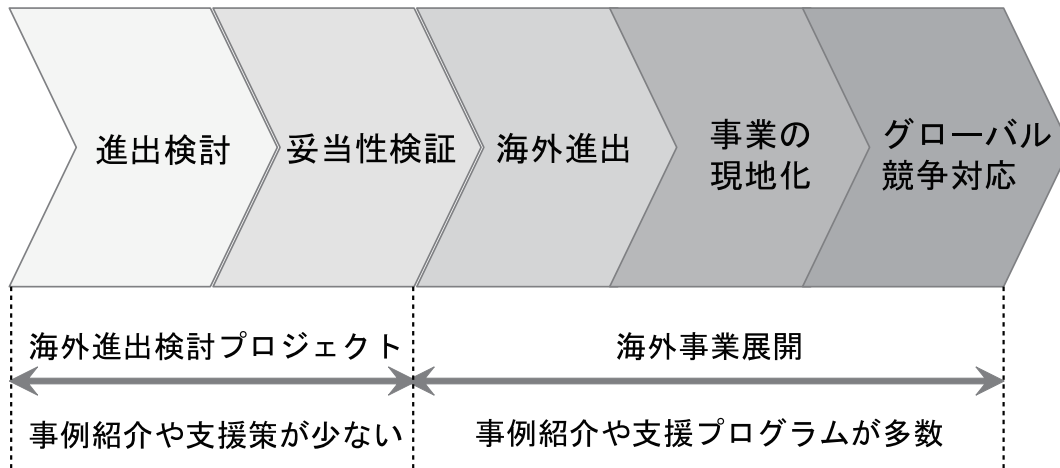 進出検討
妥当性検証
海外進出
事業の
現地化
グローバル
競争対応
海外進出検討プロジェクト
海外事業展開
事例紹介や支援策が少ない
事例紹介や支援プログラムが多数